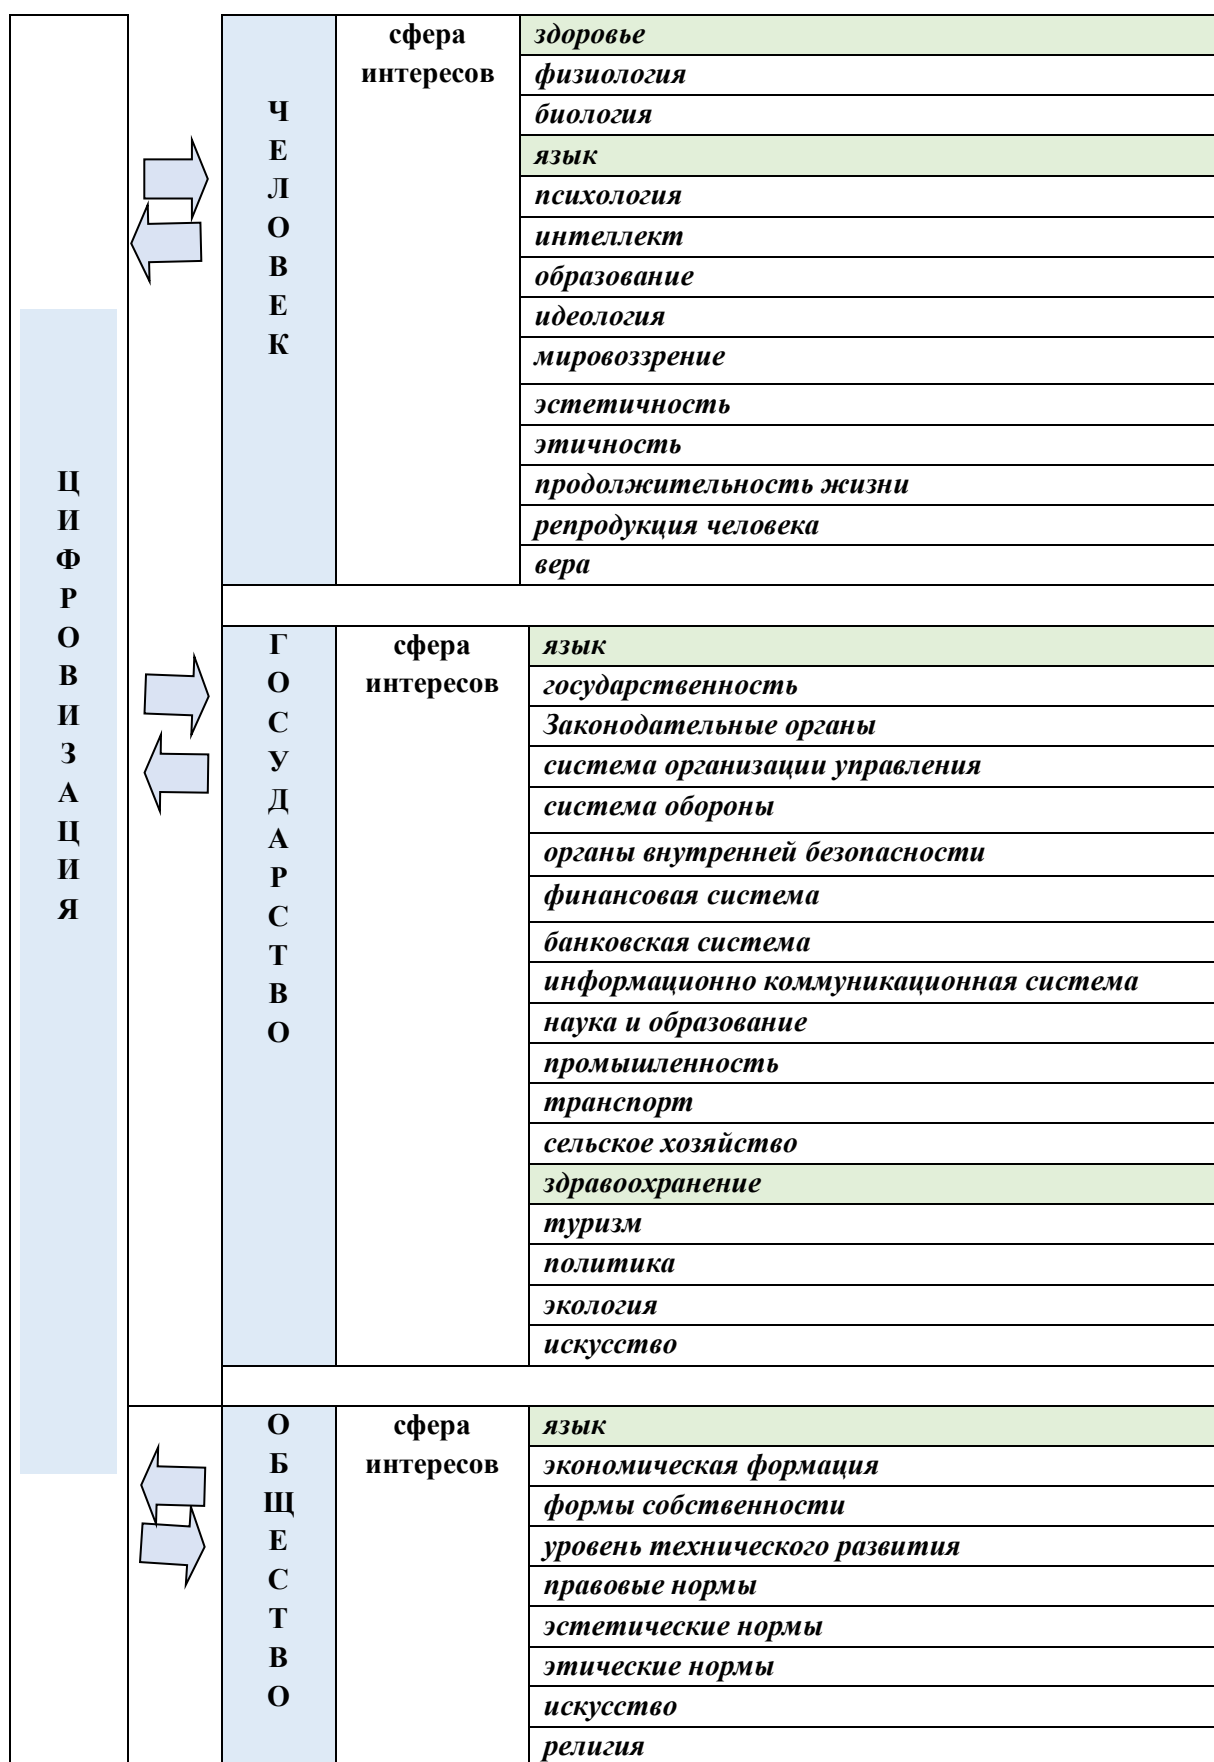 ЦИФРОВИЗАЦИЯ
ЧЕЛОВЕК
сфера
интересов
здоровье
физиология
биология
язык
психология
интеллект
образование
идеология
мировоззрение
эстетичность
этичность
продолжительность жизни
репродукция человека
вера
ГОСУДАРСТВО
сфера
интересов
язык
государственность
Законодательные органы
система организации управления
система обороны
органы внутренней безопасности
финансовая система
банковская система
информационно коммуникационная система
наука и образование
промышленность
транспорт
сельское хозяйство
здравоохранение
туризм
политика
экология
искусство
ОБЩЕСТВО
сфера
интересов
язык
экономическая формация
формы собственности
уровень технического развития
правовые нормы
эстетические нормы
этические нормы
искусство
религия